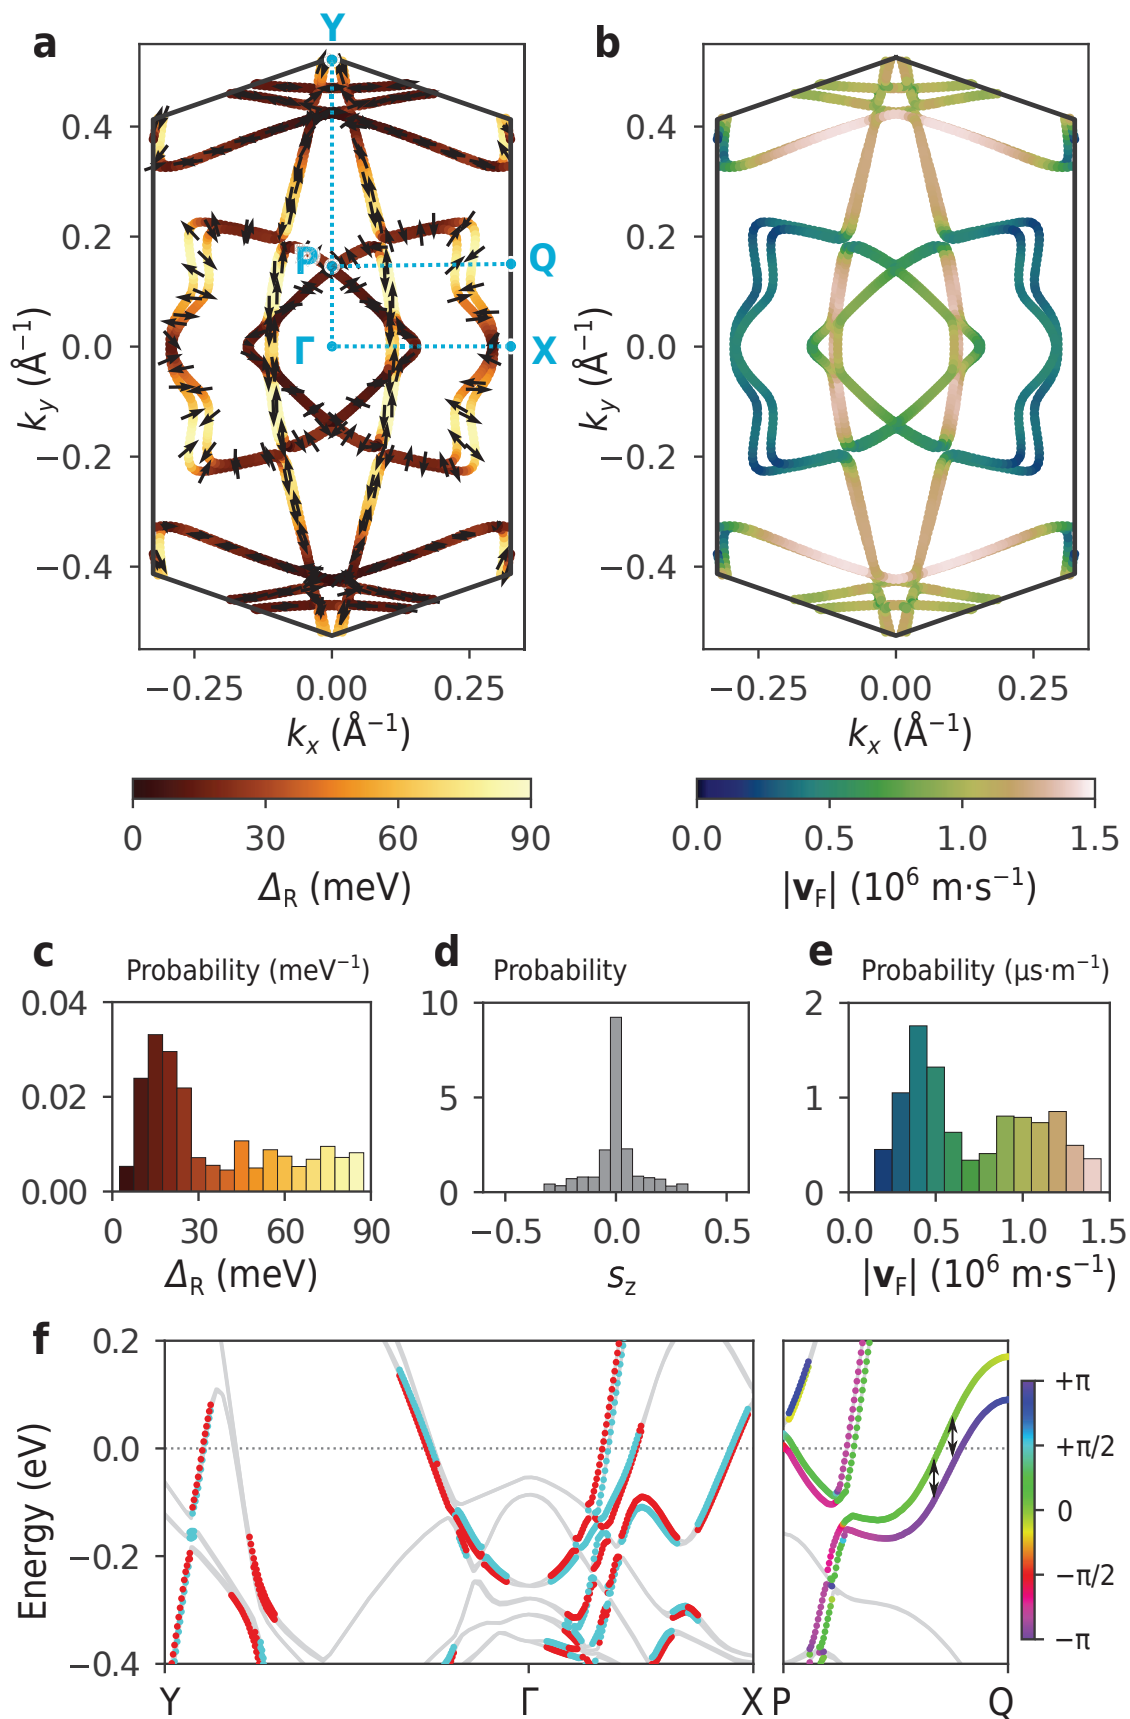 a
Y
b
0.4
0.2
0.0
−0.2
−0.4
k_y (Å⁻¹)
P
Q
Γ
X
−0.25
0.00
0.25
k_x (Å⁻¹)
k_y (Å⁻¹)
0.4
0.2
0.0
−0.2
−0.4
−0.25
0.00
0.25
k_x (Å⁻¹)
0
30
60
90
Δ_R (meV)
0.0
0.5
1.0
1.5
|v_F| (10⁶ m·s⁻¹)
c
Probability (meV⁻¹)
0.04
0.02
0.00
0
30
60
90
Δ_R (meV)
d
Probability
10
5
0
−0.5
0.0
0.5
s_z
e
Probability (µs·m⁻¹)
2
1
0
0.0
0.5
1.0
1.5
|v_F| (10⁶ m·s⁻¹)
f
Energy (eV)
0.2
0.0
−0.2
−0.4
Y
Γ
X
P
Q
+π
+π/2
0
−π/2
−π